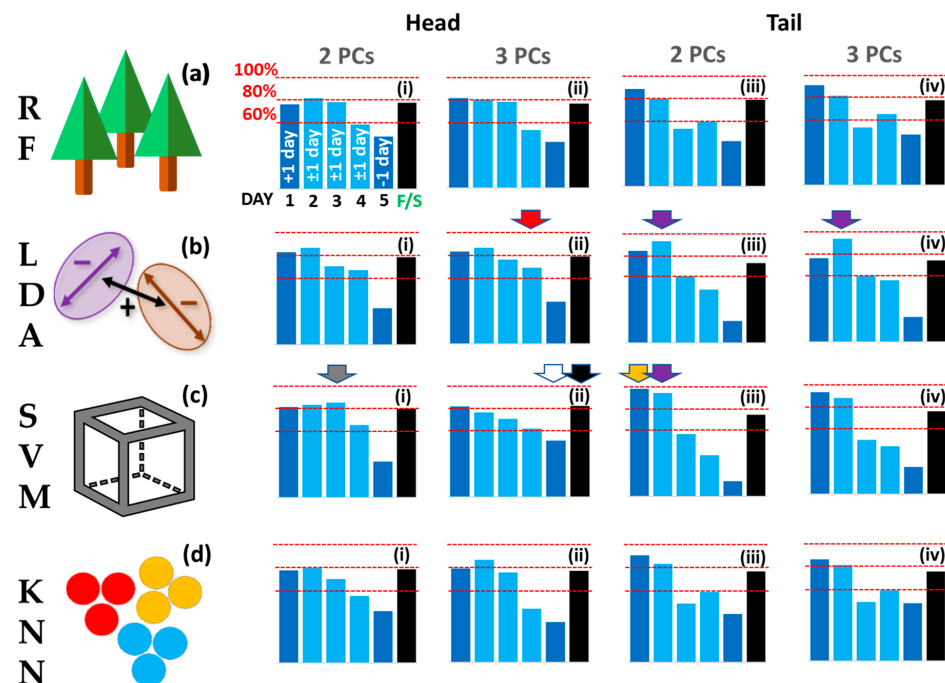 Head Tail
2 PCs 3 PCs 2 PCs 3 PCs
R F
(a)
100%
80%
60%
(i) (ii) (iii) (iv)
+1 day ±1 day ±1 day ±1 day -1 day
DAY 1 2 3 4 5 F/S
L D A
(b)
− + −
(i) (ii) (iii) (iv)
S V M
(c)
(i) (ii) (iii) (iv)
K N N
(d)
(i) (ii) (iii) (iv)